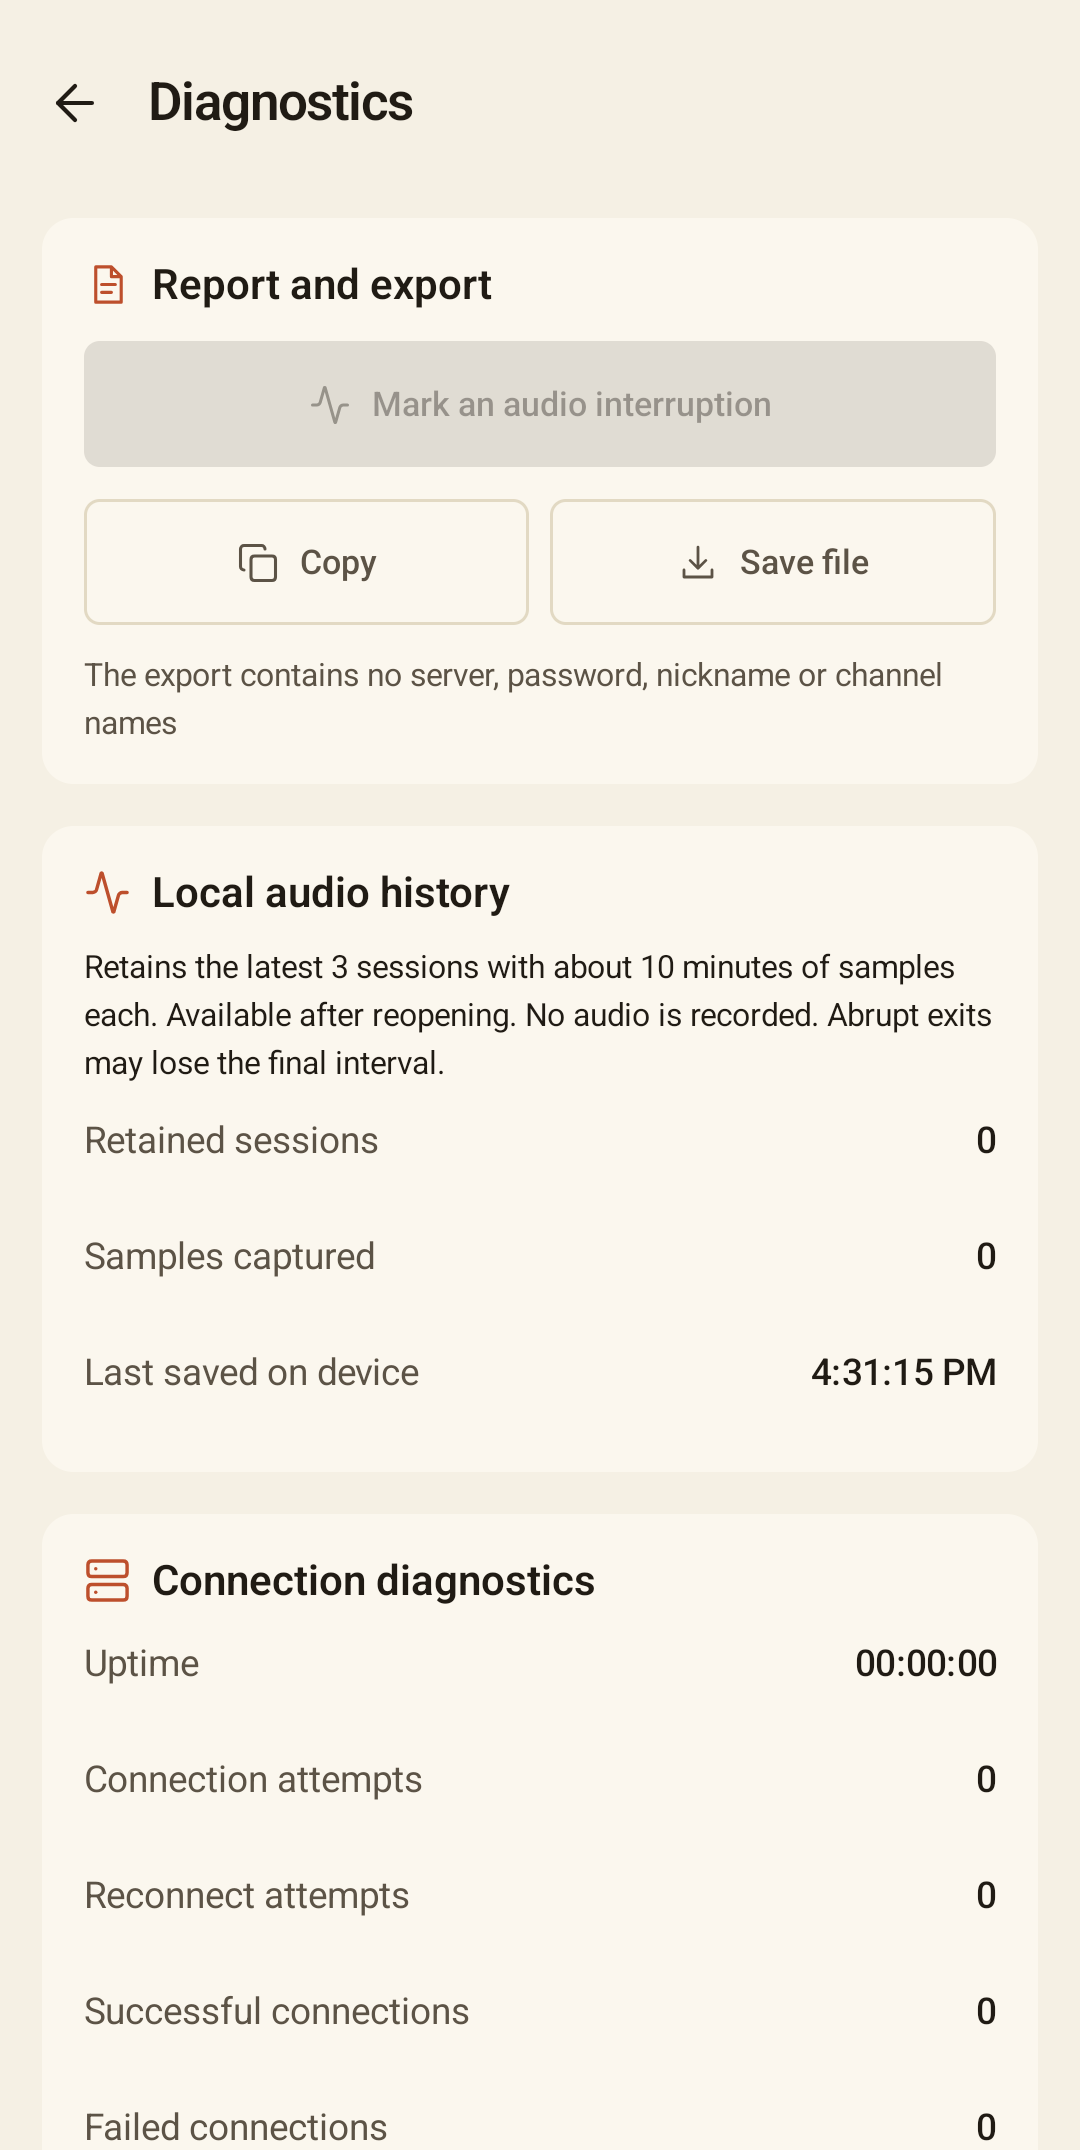 Diagnostics
Report and export
Mark an audio interruption
Copy
Save file
The export contains no server, password, nickname or channel
names
Local audio history
Retains the latest 3 sessions with about 10 minutes of samples
each. Available after reopening. No audio is recorded. Abrupt exits
may lose the final interval.
Retained sessions 0
Samples captured 0
Last saved on device 4:31:15 PM
Connection diagnostics
Uptime 00:00:00
Connection attempts 0
Reconnect attempts 0
Successful connections 0
Failed connections 0